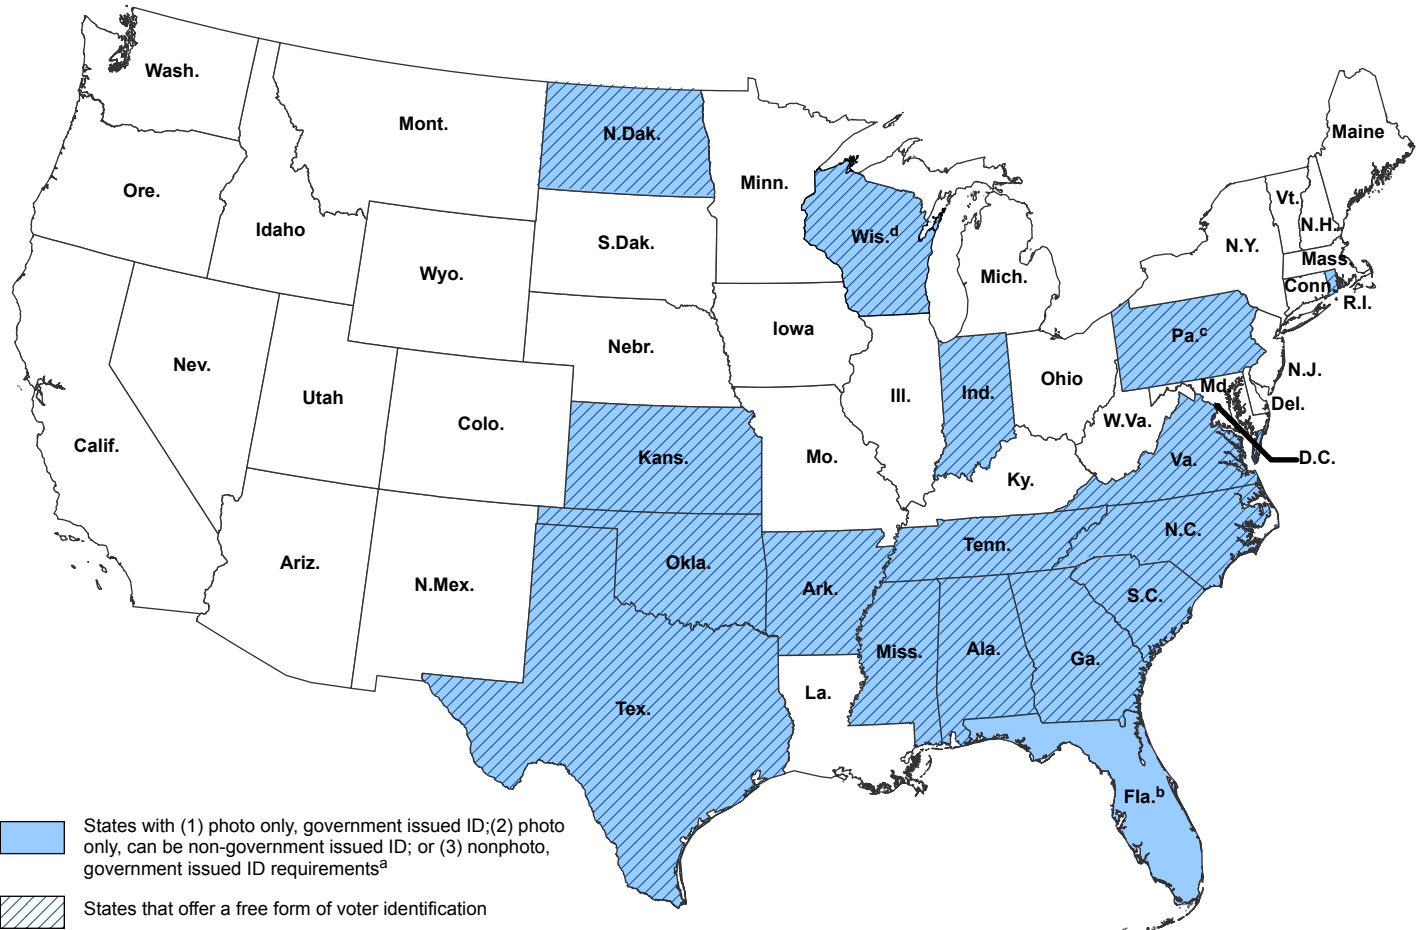 Wash.
Maine
Mont.
N.Dak.
Minn.
Ore.
Vt.
Idaho
N.H.
S.Dak.
Wis.d
N.Y.
Mass.
Wyo.
Mich.
Conn.
R.I.
Iowa
Pa.c
Nebr.
Nev.
N.J.
Ohio
Md.
Utah
Ill.
Ind.
Del.
Colo.
W.Va.
Calif.
Kans.
Mo.
Va.
D.C.
Ky.
N.C.
Tenn.
Ariz.
Okla.
N.Mex.
Ark.
S.C.
Miss.
Ala.
Ga.
La.
Tex.
Fla.b
States with (1) photo only, government issued ID;(2) photo
only, can be non-government issued ID; or (3) nonphoto,
government issued ID requirementsa
States that offer a free form of voter identification